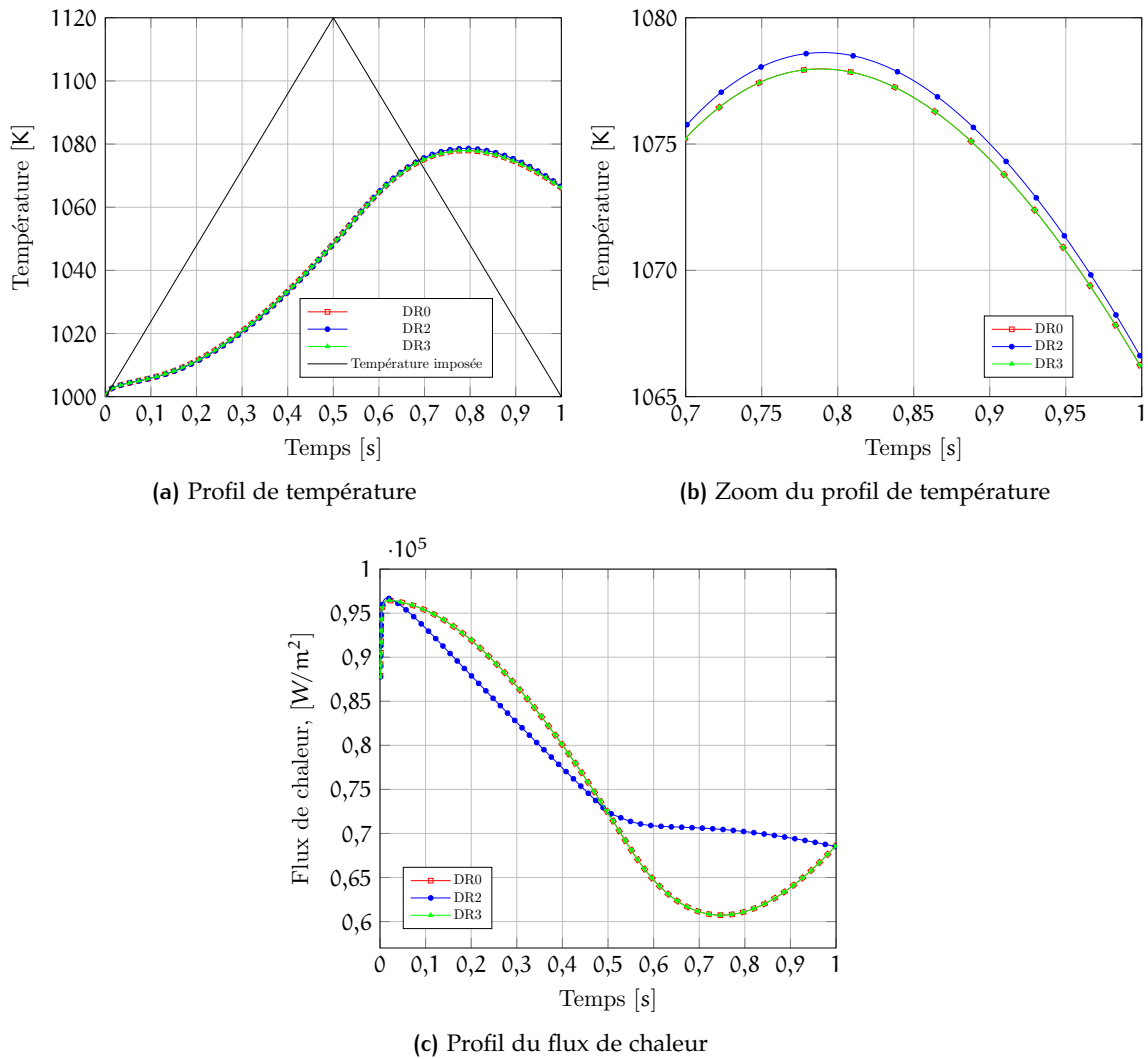 1120
1100
1080
1060
1040
1020
1000
Température [K]
DR0
DR2
DR3
Température imposée
0 0,1 0,2 0,3 0,4 0,5 0,6 0,7 0,8 0,9 1
Temps [s]
(a) Profil de température
1080
1075
1070
1065
Température [K]
DR0
DR2
DR3
0,7 0,75 0,8 0,85 0,9 0,95 1
Temps [s]
(b) Zoom du profil de température
·10⁵
1
0,95
0,9
0,85
0,8
0,75
0,7
0,65
0,6
Flux de chaleur, [W/m²]
DR0
DR2
DR3
0 0,1 0,2 0,3 0,4 0,5 0,6 0,7 0,8 0,9 1
Temps [s]
(c) Profil du flux de chaleur